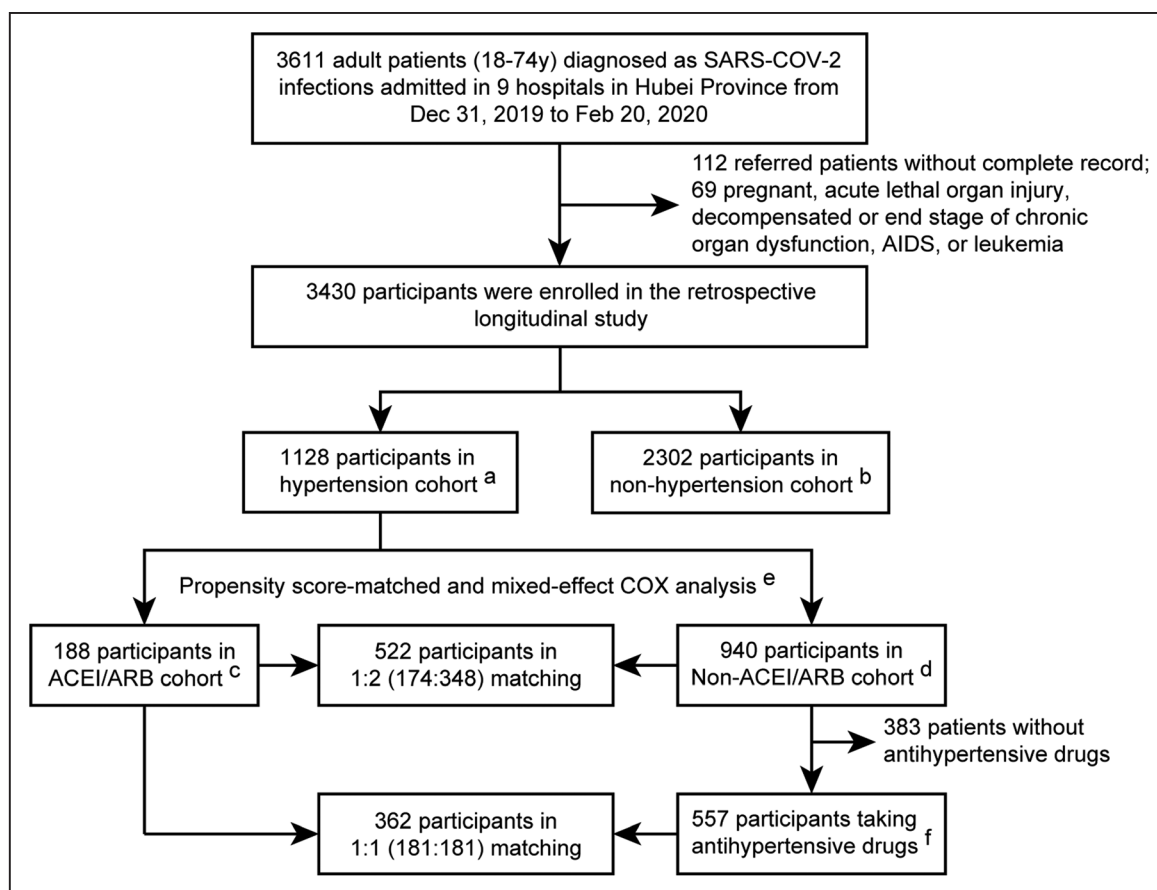 3611 adult patients (18-74y) diagnosed as SARS-COV-2
infections admitted in 9 hospitals in Hubei Province from
Dec 31, 2019 to Feb 20, 2020
112 referred patients without complete record;
69 pregnant, acute lethal organ injury,
decompensated or end stage of chronic
organ dysfunction, AIDS, or leukemia
3430 participants were enrolled in the retrospective
longitudinal study
1128 participants in
hypertension cohort a
2302 participants in
non-hypertension cohort b
Propensity score-matched and mixed-effect COX analysis e
188 participants in
ACEI/ARB cohort c
522 participants in
1:2 (174:348) matching
940 participants in
Non-ACEI/ARB cohort d
383 patients without
antihypertensive drugs
362 participants in
1:1 (181:181) matching
557 participants taking
antihypertensive drugs f